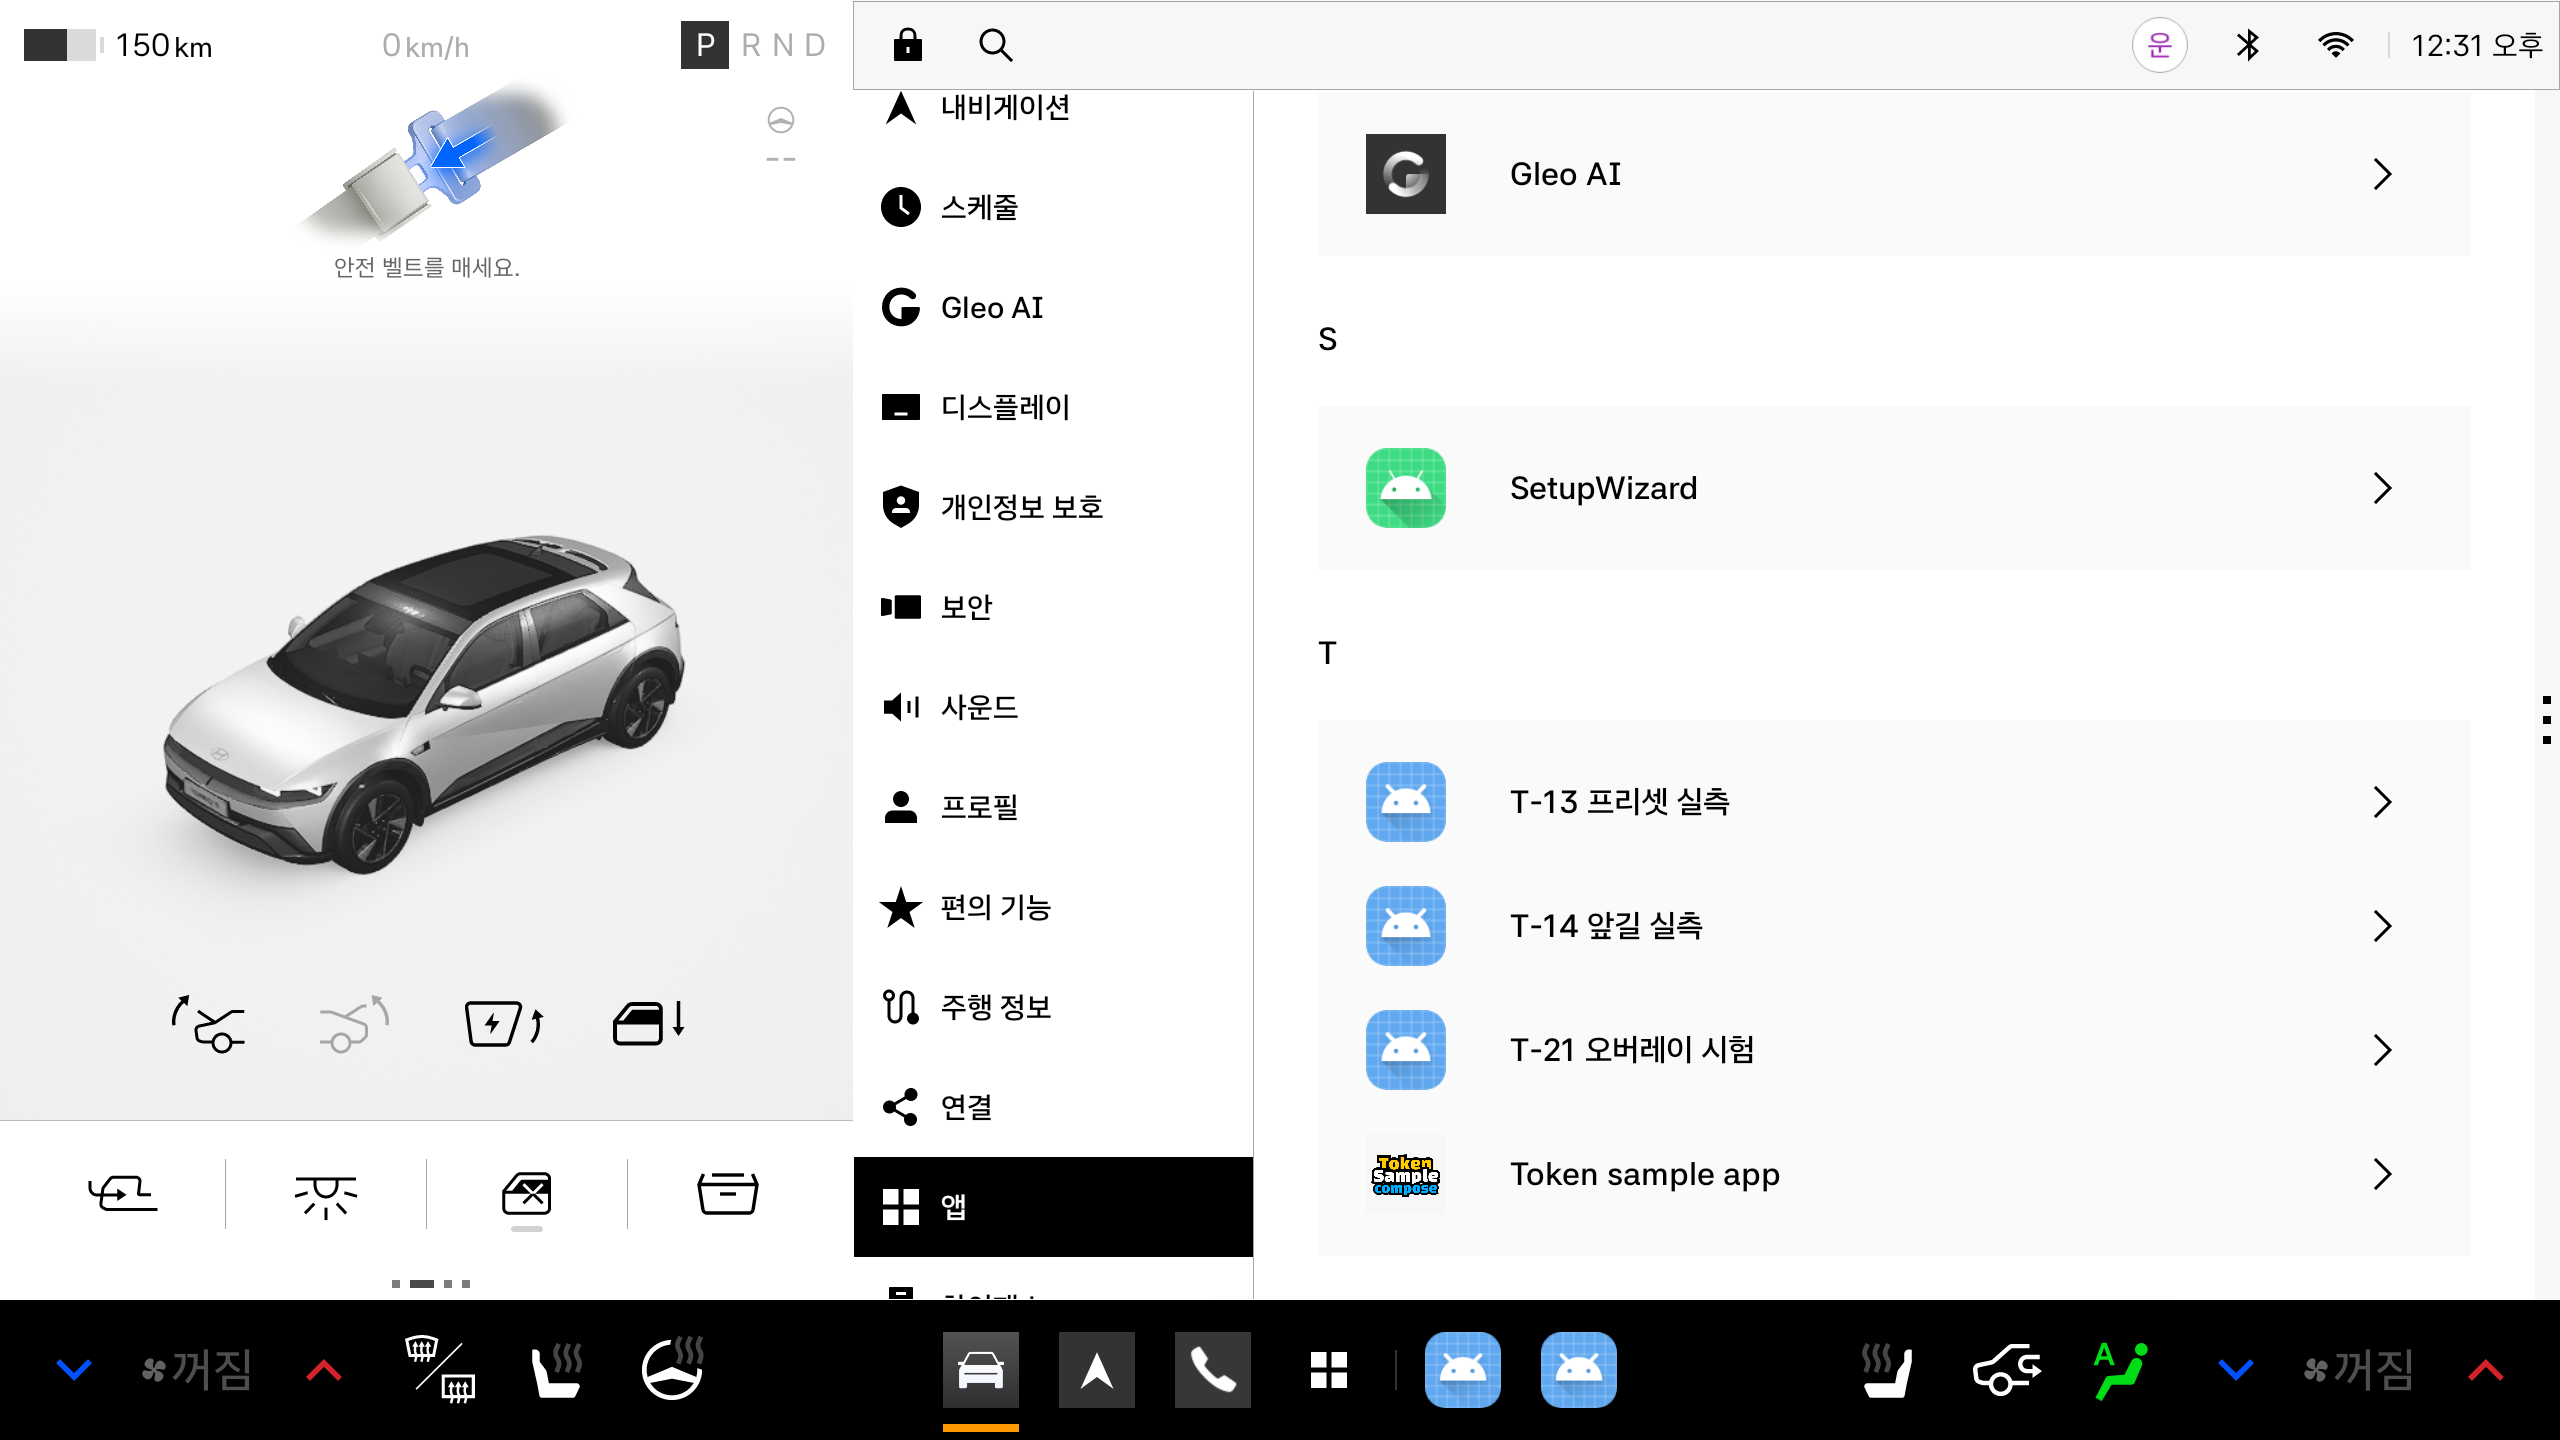 150 km
0 km/h
P R N D
12:31 오후
운
안전 벨트를 매세요.
내비게이션
스케줄
Gleo AI
디스플레이
개인정보 보호
보안
사운드
프로필
편의 기능
주행 정보
연결
앱
Gleo AI
S
SetupWizard
T
T-13 프리셋 실측
T-14 앞길 실측
T-21 오버레이 시험
Token Sample compose
Token sample app
꺼짐
A
꺼짐